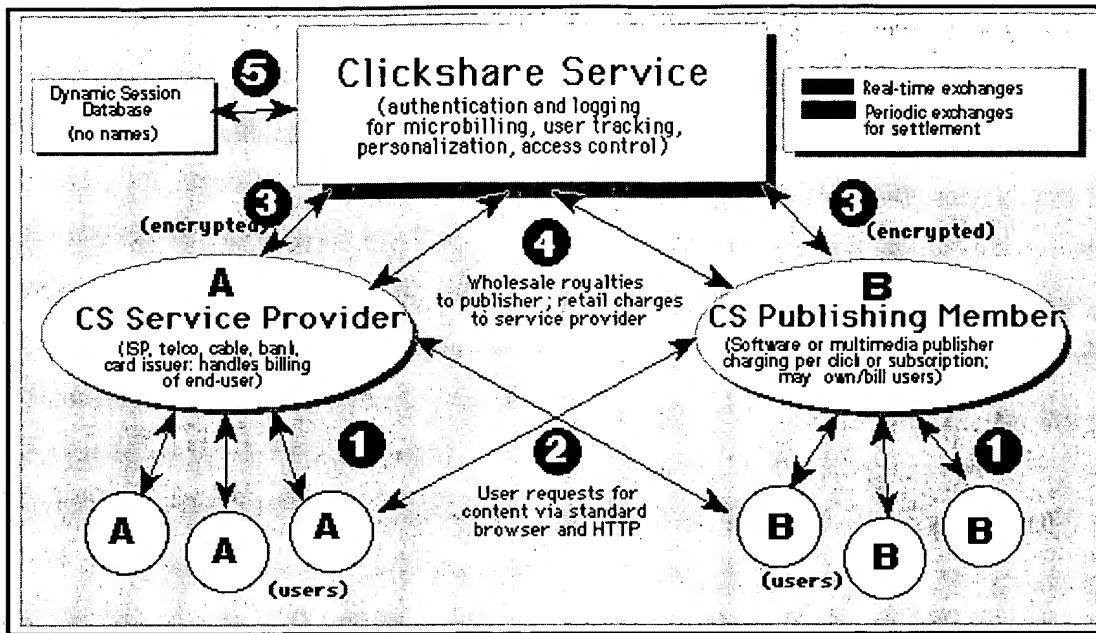 Clickshare Service
(authentication and logging
for microbilling, user tracking,
personalization, access control)
5
Dynamic Session
Database
(no names)
Real-time exchanges
Periodic exchanges
for settlement
3
(encrypted)
3
(encrypted)
4
Wholesale royalties
to publisher; retail charges
to service provider
A
CS Service Provider
(ISP, telco, cable, bank,
card issuer: handles billing
of end-user)
B
CS Publishing Member
(Software or multimedia publisher
charging per click or subscription;
may own/bill users)
1
2
1
User requests for
content via standard
browser and HTTP
A
A
A
(users)
B
B
B
(users)